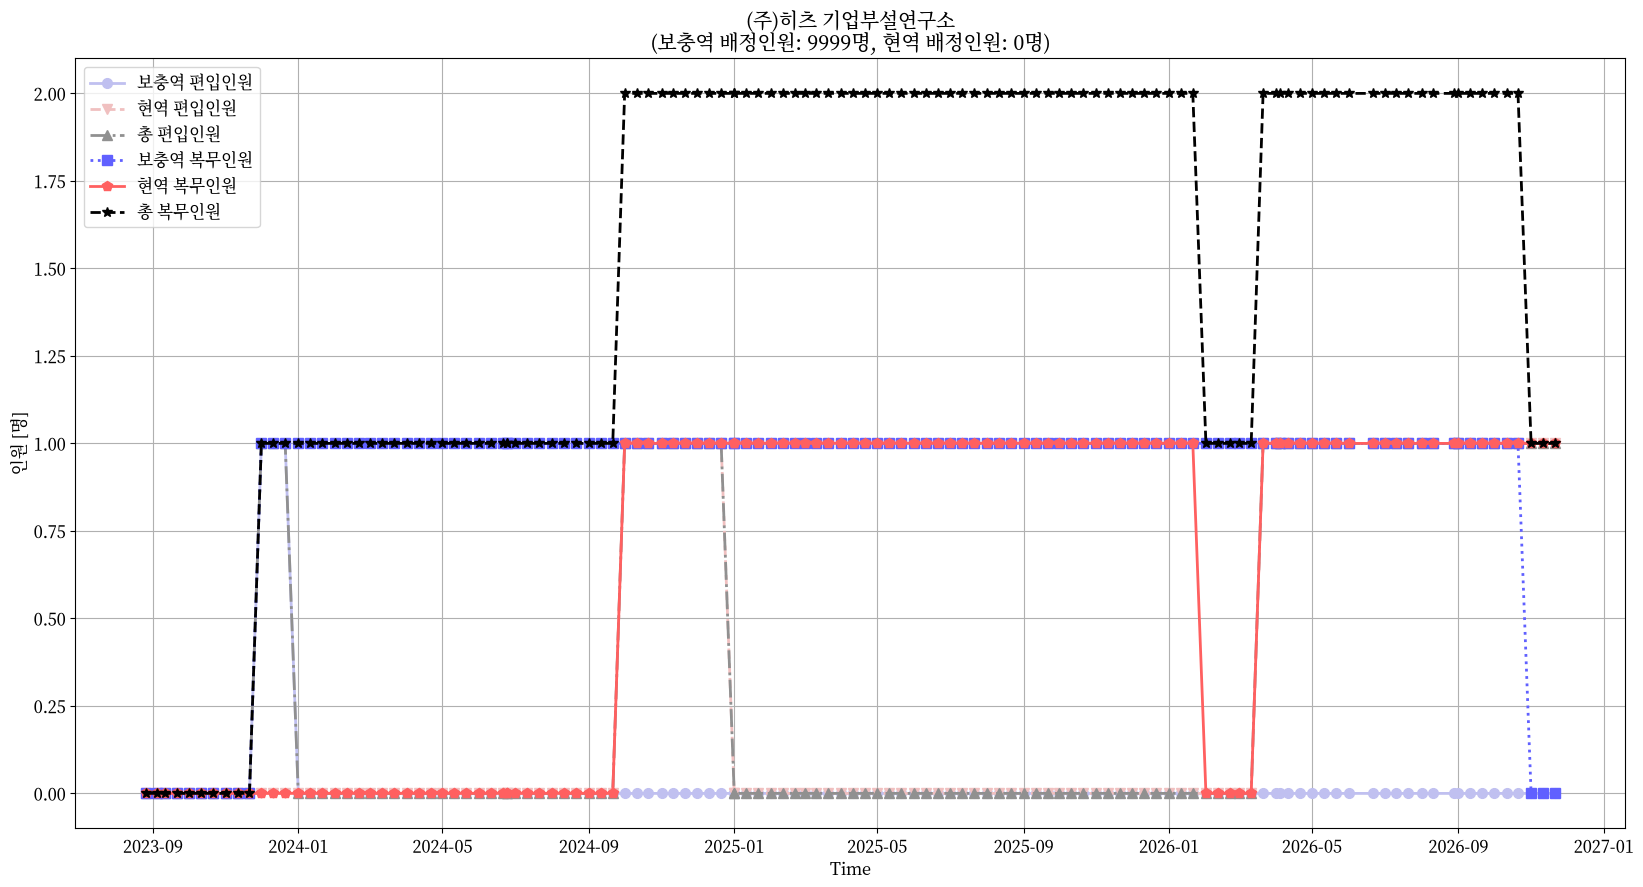 (주)히츠 기업부설연구소
(보충역 배정인원: 9999명, 현역 배정인원: 0명)
보충역 편입인원
현역 편입인원
총 편입인원
보충역 복무인원
현역 복무인원
총 복무인원
2.00
1.75
1.50
1.25
1.00
0.75
0.50
0.25
0.00
인원 [명]
2023-09 2024-01 2024-05 2024-09 2025-01 2025-05 2025-09 2026-01 2026-05 2026-09 2027-01
Time